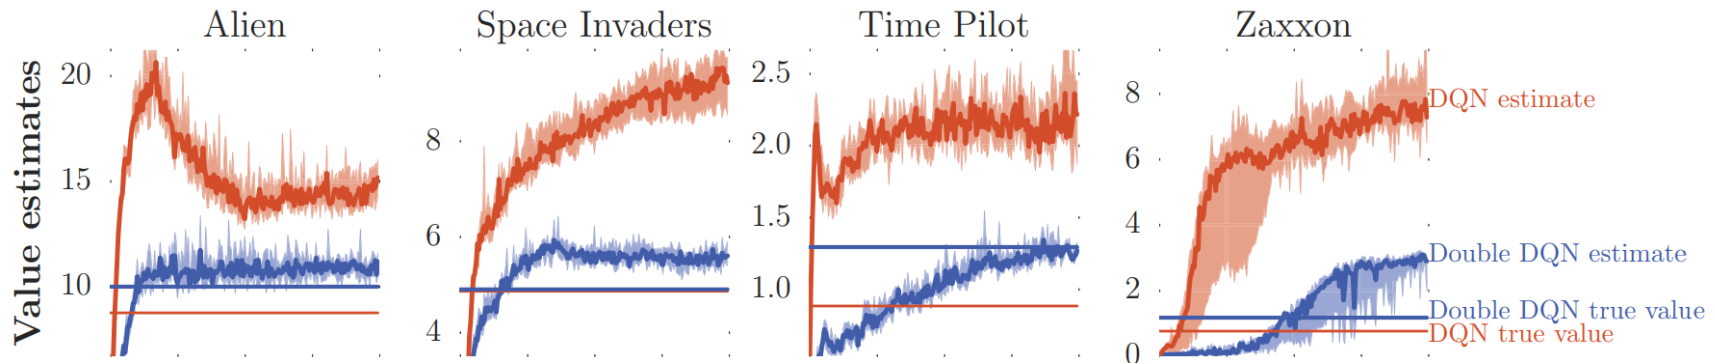 Alien Space Invaders Time Pilot Zaxxon
Value estimates
20
15
10
8
6
4
2.5
2.0
1.5
1.0
8
6
4
2
0
DQN estimate
Double DQN estimate
Double DQN true value
DQN true value